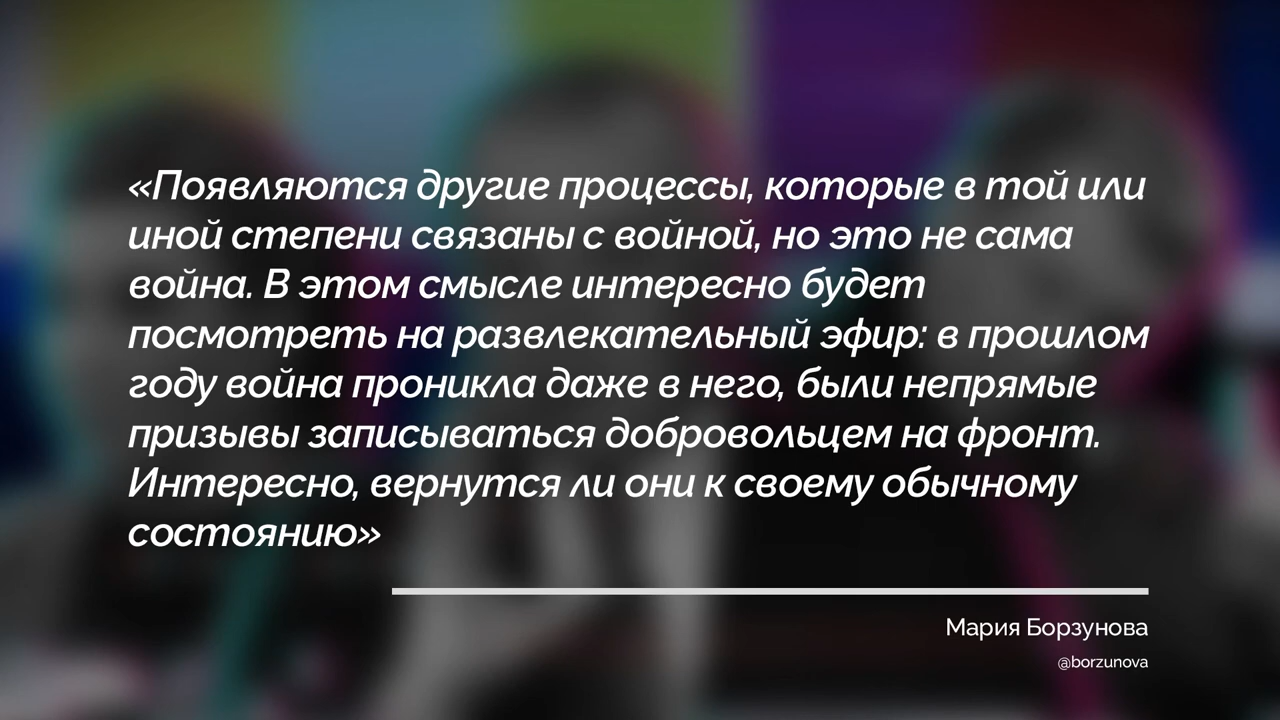 «Появляются другие процессы, которые в той или
иной степени связаны с войной, но это не сама
война. В этом смысле интересно будет
посмотреть на развлекательный эфир: в прошлом
году война проникла даже в него, были непрямые
призывы записываться добровольцем на фронт.
Интересно, вернутся ли они к своему обычному
состоянию»
Мария Борзунова
@borzunova